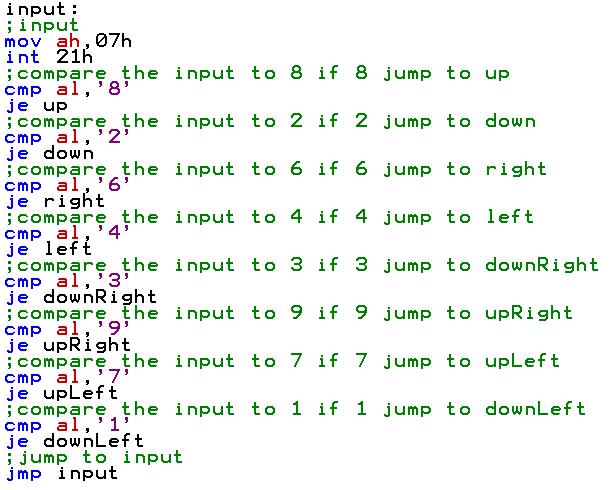 input:
;input
mov ah,07h
int 21h
;compare the input to 8 if 8 jump to up
cmp al,'8'
je up
;compare the input to 2 if 2 jump to down
cmp al,'2'
je down
;compare the input to 6 if 6 jump to right
cmp al,'6'
je right
;compare the input to 4 if 4 jump to left
cmp al,'4'
je left
;compare the input to 3 if 3 jump to downRight
cmp al,'3'
je downRight
;compare the input to 9 if 9 jump to upRight
cmp al,'9'
je upRight
;compare the input to 7 if 7 jump to upLeft
cmp al,'7'
je upLeft
;compare the input to 1 if 1 jump to downLeft
cmp al,'1'
je downLeft
;jump to input
jmp input